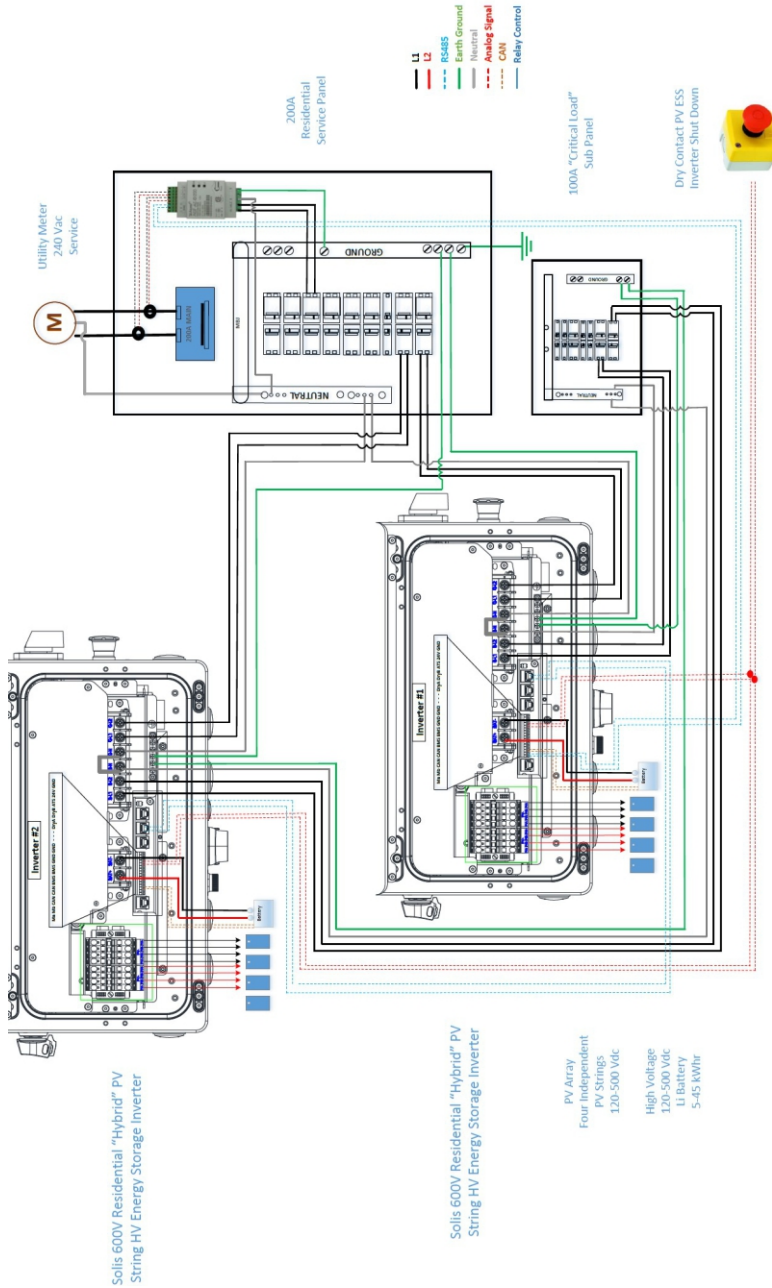 Utility Meter
240 Vac
Service
M
200A MAIN
200A
Residential
Service Panel
L1
L2
RS485
Earth Ground
Neutral
Analog Signal
CAN
Relay Control
MBJ
GROUND
NEUTRAL
100A "Critical Load"
Sub Panel
GROUND
NEUTRAL
Dry Contact PV ESS
Inverter Shut Down
Inverter #2
Battery
Solis 600V Residential "Hybrid" PV
String HV Energy Storage Inverter
Inverter #1
Battery
Solis 600V Residential "Hybrid" PV
String HV Energy Storage Inverter
PV Array
Four Independent
PV Strings
120-500 Vdc
High Voltage
120-500 Vdc
Li Battery
5-45 kWhr